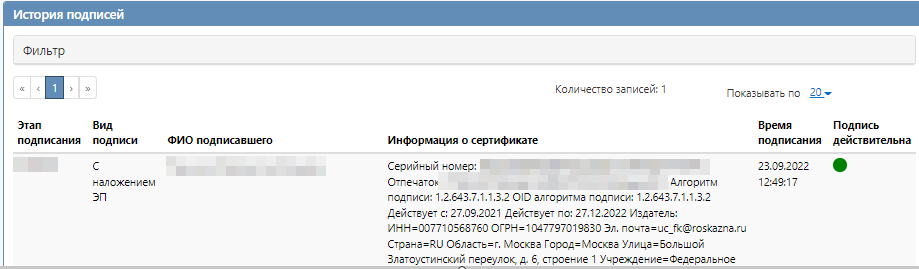 История подписей
Фильтр
« ‹ 1 › »
Количество записей: 1
Показывать по 20
Этап подписания
Вид подписи
ФИО подписавшего
Информация о сертификате
Время подписания
Подпись действительна
С наложением ЭП
Серийный номер:
Отпечаток Алгоритм
подписи: 1.2.643.7.1.1.3.2 OID алгоритма подписи: 1.2.643.7.1.1.3.2
Действует с: 27.09.2021 Действует по: 27.12.2022 Издатель:
ИНН=007710568760 ОГРН=1047797019830 Эл. почта=uc_fk@roskazna.ru
Страна=RU Область=г. Москва Город=Москва Улица=Большой
Златоустинский переулок, д. 6, строение 1 Учреждение=Федеральное
23.09.2022
12:49:17